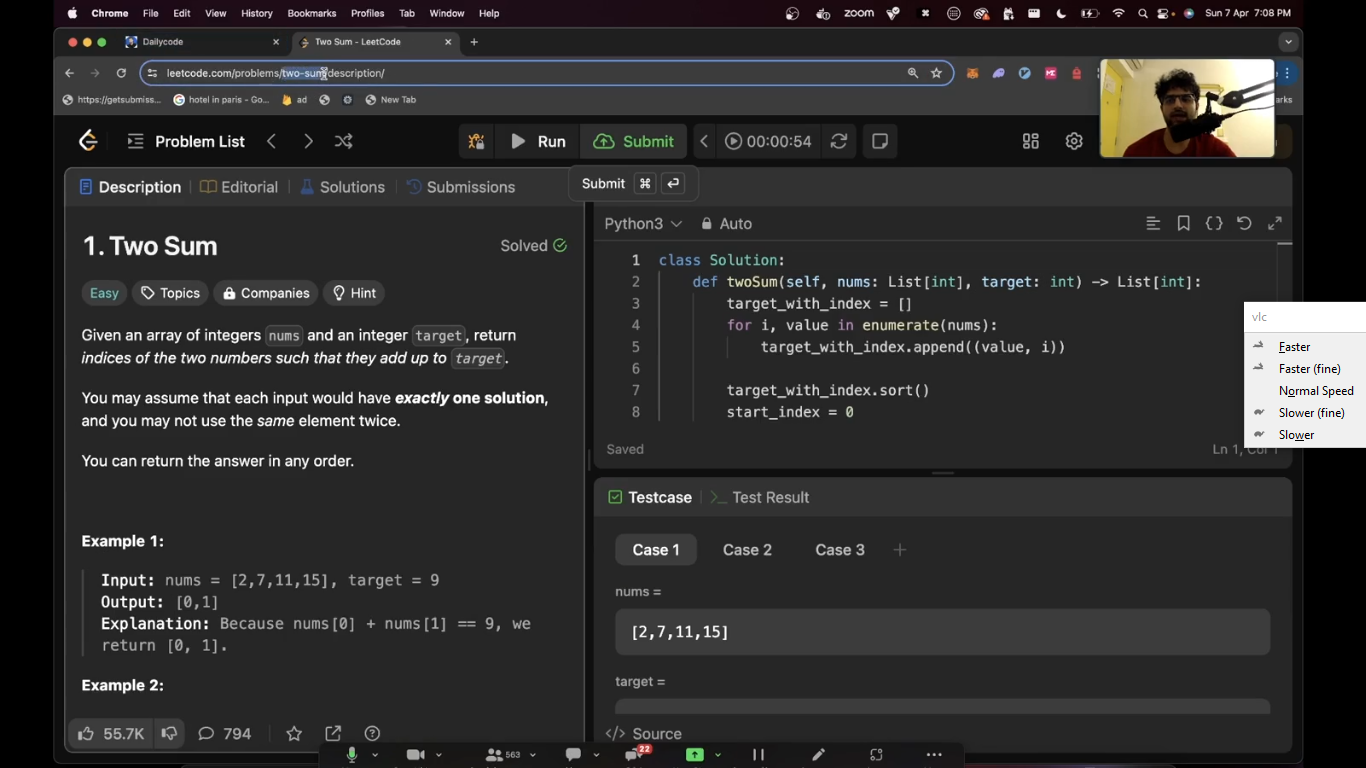 Chrome File Edit View History Bookmarks Profiles Tab Window Help zoom Sun 7 Apr 7:08 PM
Dailycode Two Sum - LeetCode
leetcode.com/problems/two-sum/description/
https://getsubmiss... hotel in paris - Go... ad New Tab arks
Problem List Run Submit 00:00:54
Description Editorial Solutions Submissions
Submit ⌘
1. Two Sum
Solved
Easy Topics Companies Hint
Given an array of integers nums and an integer target, return
indices of the two numbers such that they add up to target.
You may assume that each input would have exactly one solution,
and you may not use the same element twice.
You can return the answer in any order.
Example 1:
Input: nums = [2,7,11,15], target = 9
Output: [0,1]
Explanation: Because nums[0] + nums[1] == 9, we
return [0, 1].
Example 2:
55.7K 794
Python3 Auto
1 class Solution:
2 def twoSum(self, nums: List[int], target: int) -> List[int]:
3 target_with_index = []
4 for i, value in enumerate(nums):
5 target_with_index.append((value, i))
6
7 target_with_index.sort()
8 start_index = 0
Saved
Testcase >_ Test Result
Case 1 Case 2 Case 3 +
nums =
[2,7,11,15]
target =
</> Source
vlc
Faster
Faster (fine)
Normal Speed
Slower (fine)
Slower
563 22